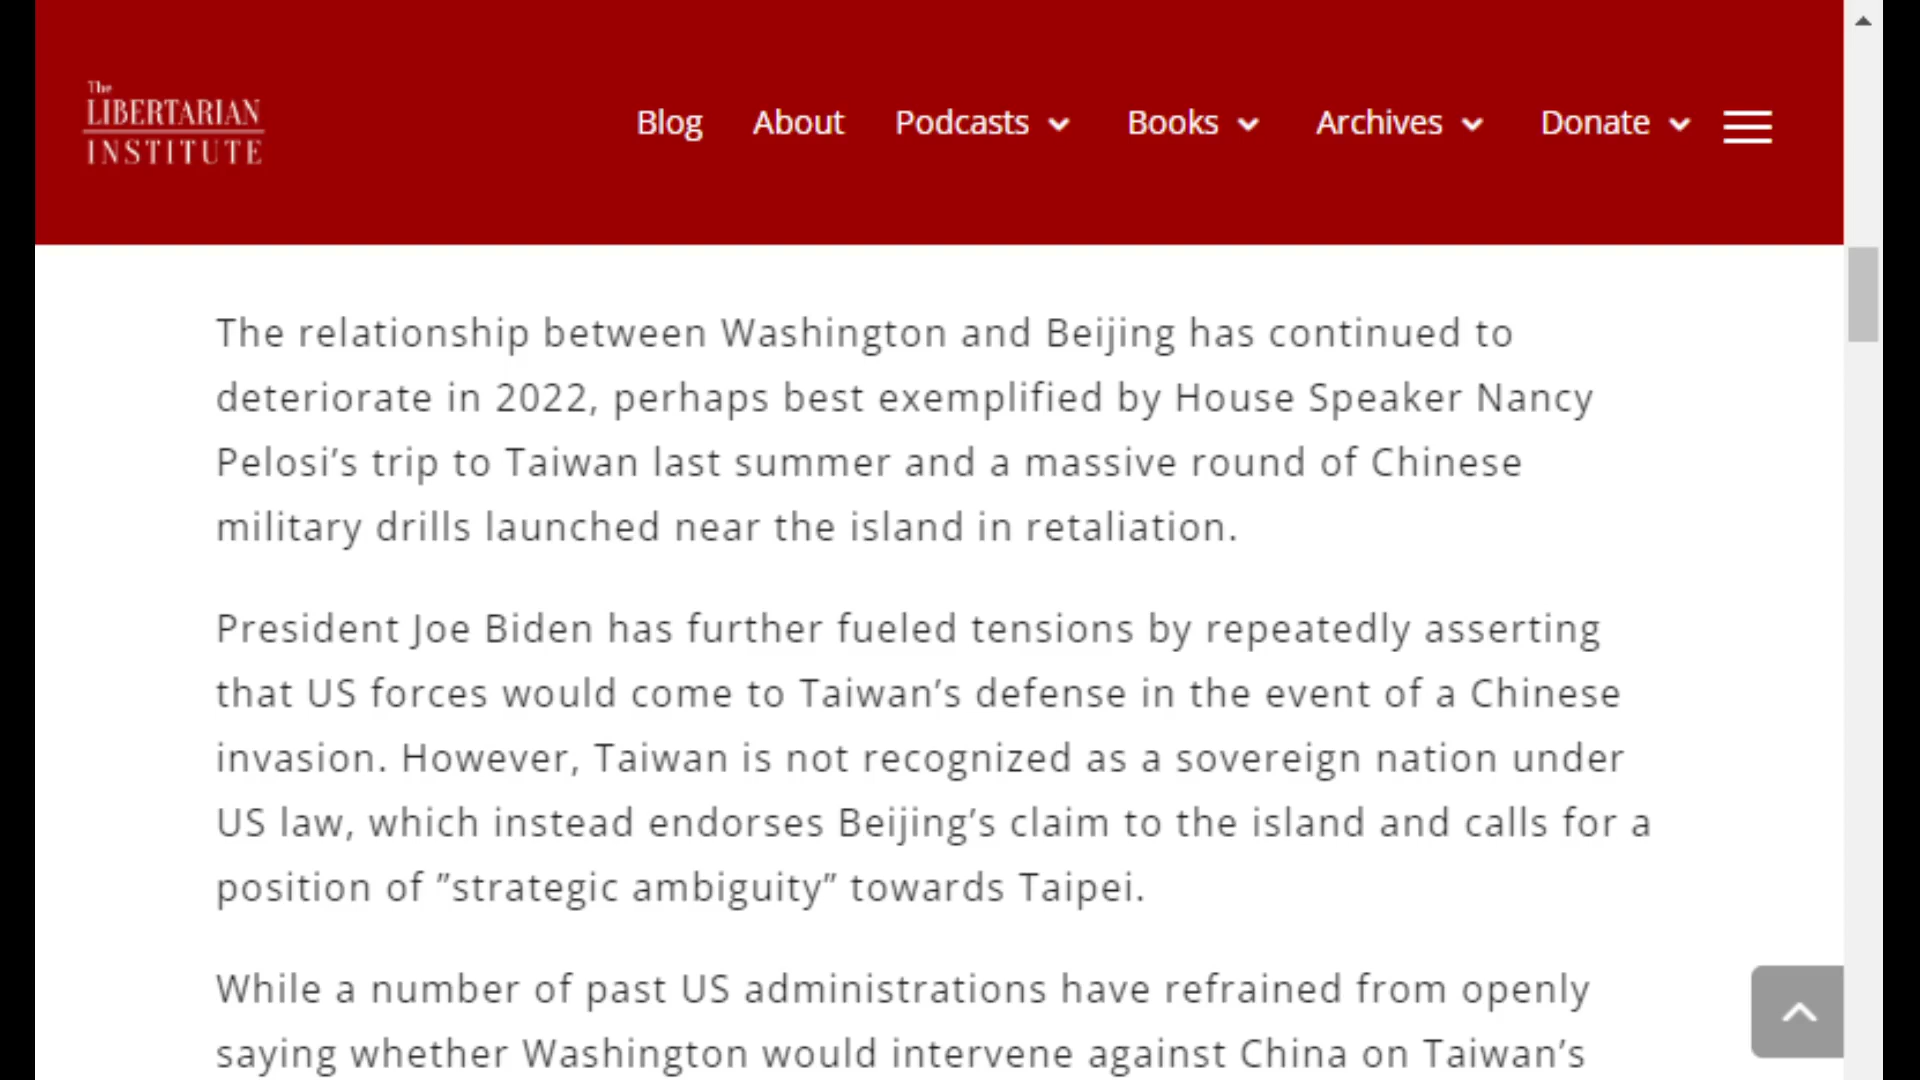 The
LIBERTARIAN
INSTITUTE
Blog About Podcasts Books Archives Donate
The relationship between Washington and Beijing has continued to
deteriorate in 2022, perhaps best exemplified by House Speaker Nancy
Pelosi’s trip to Taiwan last summer and a massive round of Chinese
military drills launched near the island in retaliation.
President Joe Biden has further fueled tensions by repeatedly asserting
that US forces would come to Taiwan’s defense in the event of a Chinese
invasion. However, Taiwan is not recognized as a sovereign nation under
US law, which instead endorses Beijing’s claim to the island and calls for a
position of ”strategic ambiguity” towards Taipei.
While a number of past US administrations have refrained from openly
saying whether Washington would intervene against China on Taiwan’s